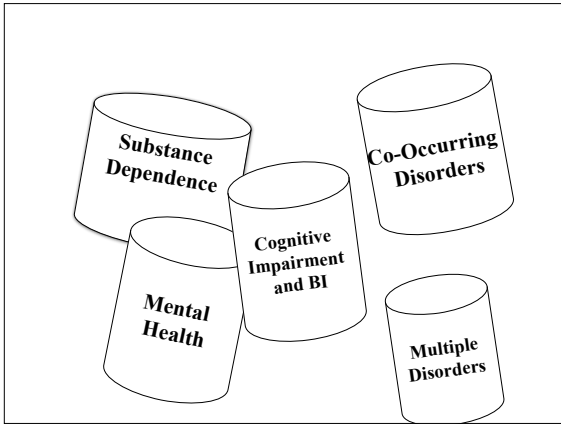 Substance
Dependence
Co-Occurring
Disorders
Cognitive
Impairment
and BI
Mental
Health
Multiple
Disorders